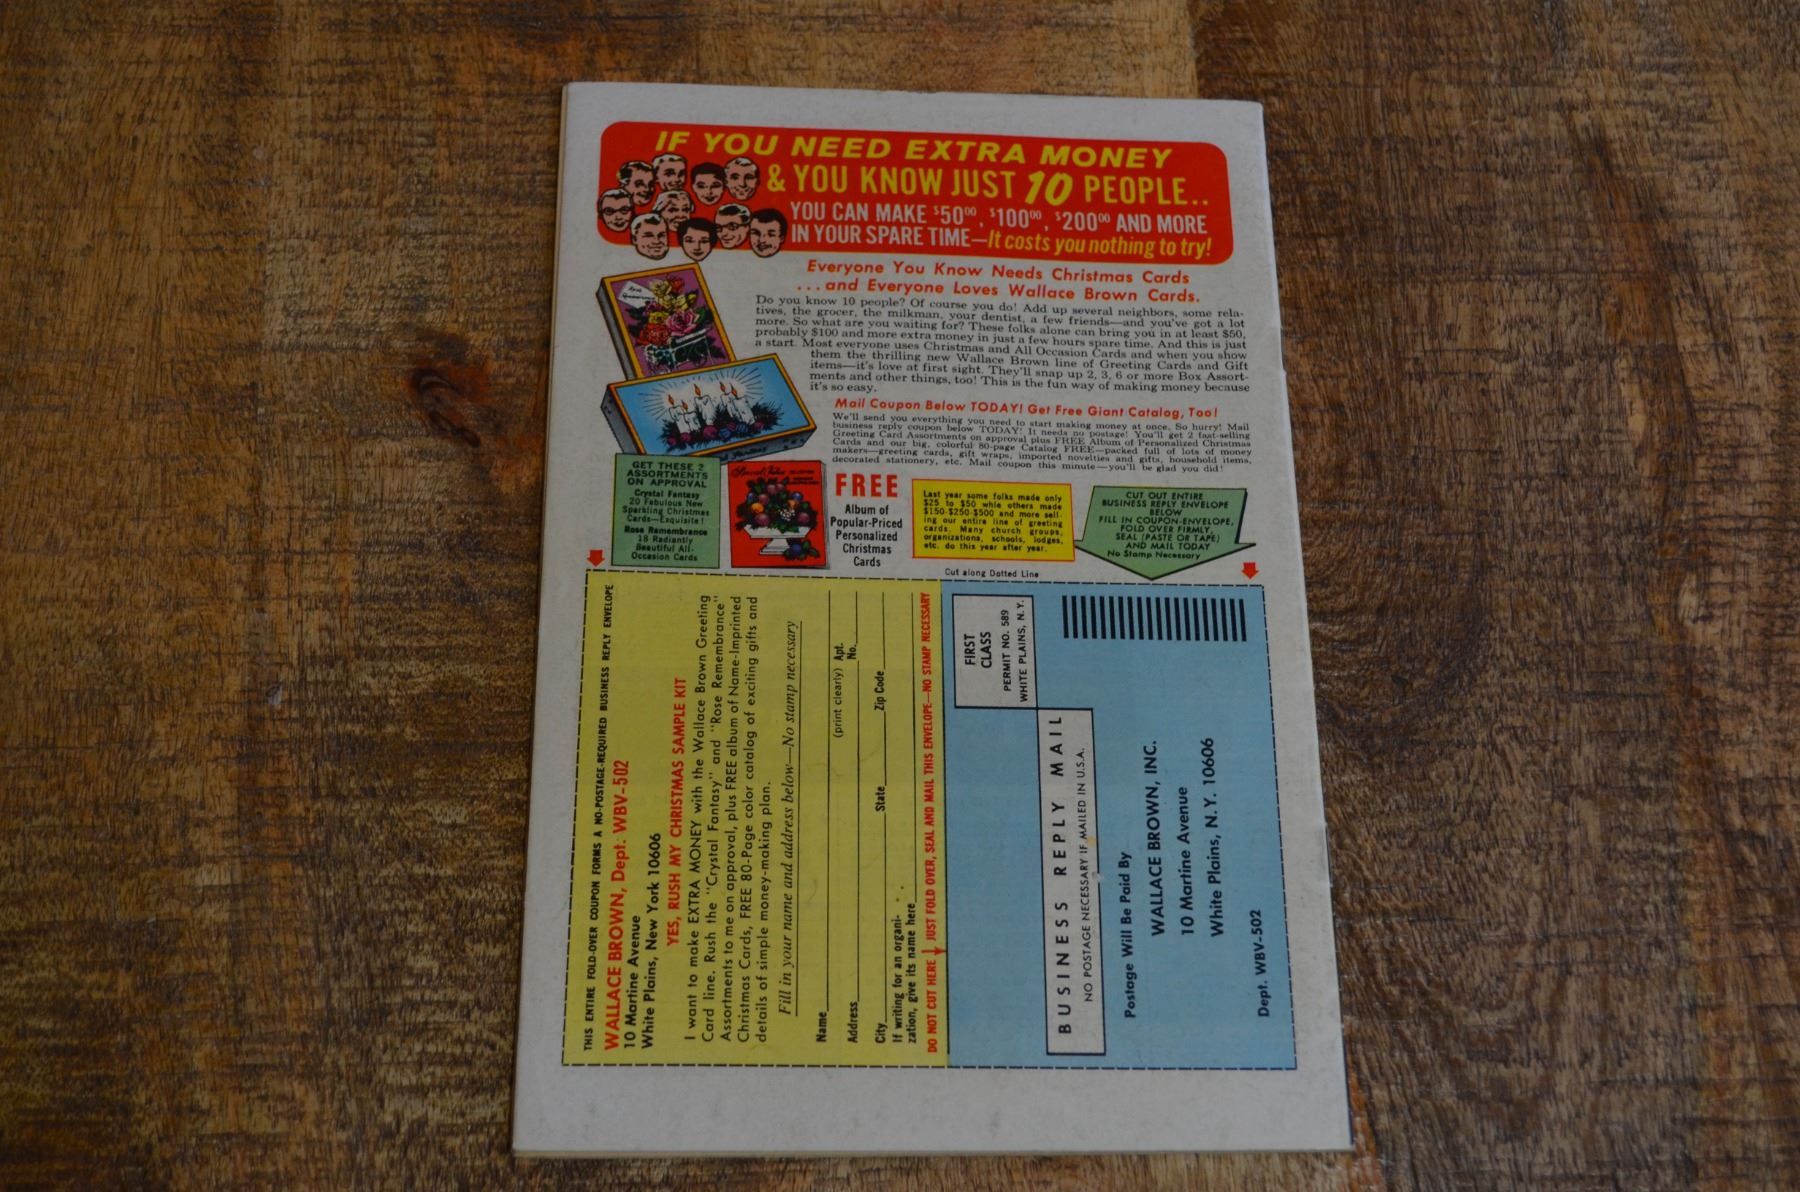 IF YOU NEED EXTRA MONEY
& YOU KNOW JUST 10 PEOPLE..
YOU CAN MAKE $50⁰⁰, $100⁰⁰, $200⁰⁰ AND MORE
IN YOUR SPARE TIME—It costs you nothing to try!
Everyone You Know Needs Christmas Cards
...and Everyone Loves Wallace Brown Cards.
Do you know 10 people? Of course you do! Add up several neighbors, some rela-
tives, the grocer, the milkman, your dentist, a few friends—and you've got a lot
more. So what are you waiting for? These folks alone can bring you in at least $50,
probably $100 and more extra money in just a few hours spare time. And this is just
a start. Most everyone uses Christmas and All Occasion Cards and when you show
them the thrilling new Wallace Brown line of Greeting Cards and Gift
items—it's love at first sight. They'll snap up 2, 3, 6 or more Box Assort-
ments and other things, too! This is the fun way of making money because
it's so easy.
Mail Coupon Below TODAY! Get Free Giant Catalog, Too!
We'll send you everything you need to start making money at once. So hurry! Mail
business reply coupon below TODAY! It needs no postage! You'll get 2 fast-selling
Greeting Card Assortments on approval plus FREE Album of Personalized Christmas
Cards and our big, colorful 80-page Catalog FREE—packed full of lots of money
makers—greeting cards, gift wraps, imported novelties and gifts, household items,
decorated stationery, etc. Mail coupon this minute—you'll be glad you did!
GET THESE 2
ASSORTMENTS
ON APPROVAL
Crystal Fantasy
20 Fabulous New
Sparkling Christmas
Cards—Exquisite!
Rose Remembrance
18 Radiantly
Beautiful All-
Occasion Cards
Special Value
FREE
Album of
Popular-Priced
Personalized
Christmas
Cards
Last year some folks made only
$25 to $50 while others made
$150-$250-$500 and more sell-
ing our entire line of greeting
cards. Many church groups,
organizations, schools, lodges,
etc. do this year after year.
CUT OUT ENTIRE
BUSINESS REPLY ENVELOPE
BELOW
FILL IN COUPON-ENVELOPE,
FOLD OVER FIRMLY,
SEAL (PASTE OR TAPE)
AND MAIL TODAY
No Stamp Necessary
Cut along Dotted Line
THIS ENTIRE FOLD-OVER COUPON FORMS A NO-POSTAGE-REQUIRED BUSINESS REPLY ENVELOPE
WALLACE BROWN, Dept. WBV-502
10 Martine Avenue
White Plains, New York 10606
YES, RUSH MY CHRISTMAS SAMPLE KIT
I want to make EXTRA MONEY with the Wallace Brown Greeting
Card line. Rush the "Crystal Fantasy" and "Rose Remembrance"
Assortments to me on approval, plus FREE album of Name-Imprinted
Christmas Cards, FREE 80-Page color catalog of exciting gifts and
details of simple money-making plan.
Fill in your name and address below—No stamp necessary
Name
(print clearly)
Address
Apt. No.
City
State
Zip Code
If writing for an organi-
zation, give its name here
DO NOT CUT HERE JUST FOLD OVER, SEAL AND MAIL THIS ENVELOPE—NO STAMP NECESSARY
FIRST
CLASS
PERMIT NO. 589
WHITE PLAINS, N.Y.
BUSINESS REPLY MAIL
NO POSTAGE NECESSARY IF MAILED IN U.S.A.
Postage Will Be Paid By
WALLACE BROWN, INC.
10 Martine Avenue
White Plains, N. Y. 10606
Dept. WBV-502